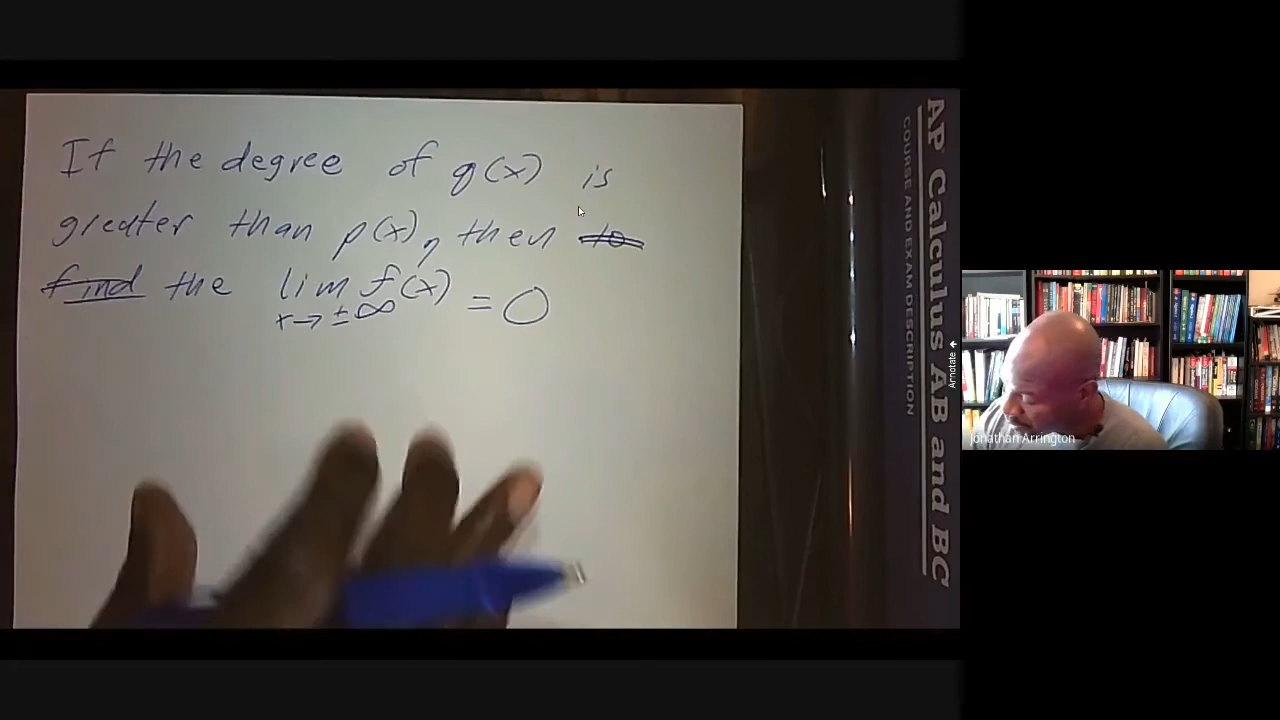 If the degree of q(x) is
greater than p(x), then to
find the lim f(x) = 0
x→ ±∞
AP Calculus AB and BC
COURSE AND EXAM DESCRIPTION
Annotate
Jonathan Arrington